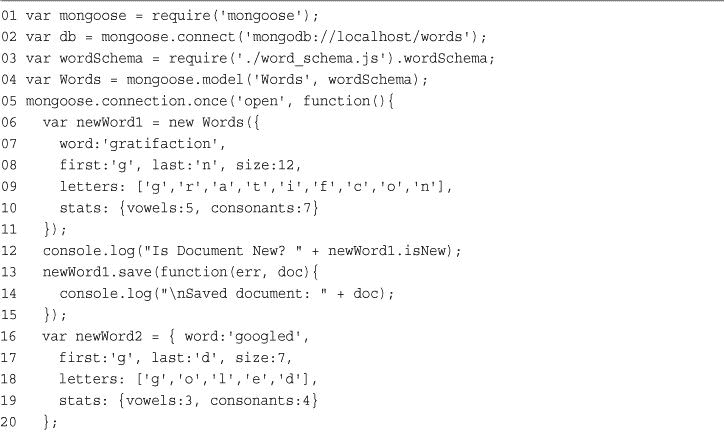 01 var mongoose = require('mongoose');
02 var db = mongoose.connect('mongodb://localhost/words');
03 var wordSchema = require('./word_schema.js').wordSchema;
04 var Words = mongoose.model('Words', wordSchema);
05 mongoose.connection.once('open', function(){
06   var newWord1 = new Words({
07     word:'gratifaction',
08     first:'g', last:'n', size:12,
09     letters: ['g','r','a','t','i','f','c','o','n'],
10     stats: {vowels:5, consonants:7}
11   });
12   console.log("Is Document New? " + newWord1.isNew);
13   newWord1.save(function(err, doc){
14     console.log("\nSaved document: " + doc);
15   });
16   var newWord2 = { word:'googled',
17     first:'g', last:'d', size:7,
18     letters: ['g','o','l','e','d'],
19     stats: {vowels:3, consonants:4}
20   };